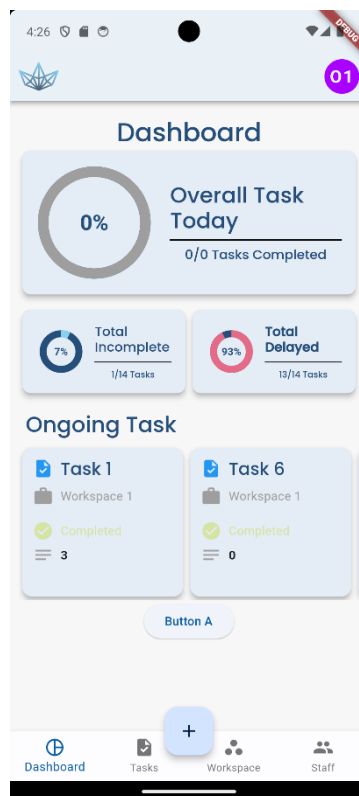 4:26
DEBUG
01
Dashboard
0%
Overall Task
Today
0/0 Tasks Completed
7%
Total
Incomplete
1/14 Tasks
93%
Total
Delayed
13/14 Tasks
Ongoing Task
Task 1
Workspace 1
Completed
3
Task 6
Workspace 1
Completed
0
Button A
+
Dashboard
Tasks
Workspace
Staff